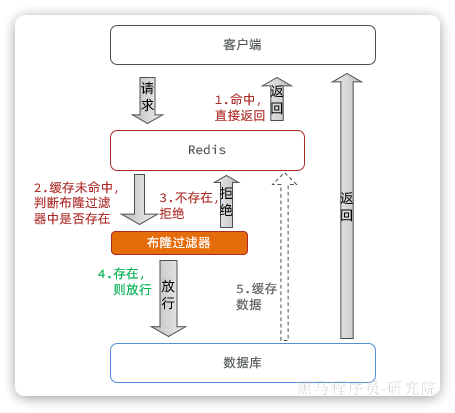 客户端
请
求
1.命中,
直接返回
返
回
Redis
2.缓存未命中,
判断布隆过滤
器中是否存在
3.不存在,
拒绝
拒
绝
返
回
布隆过滤器
4.存在,
则放行
放
行
5.缓存
数据
数据库
黑马程序员-研究院